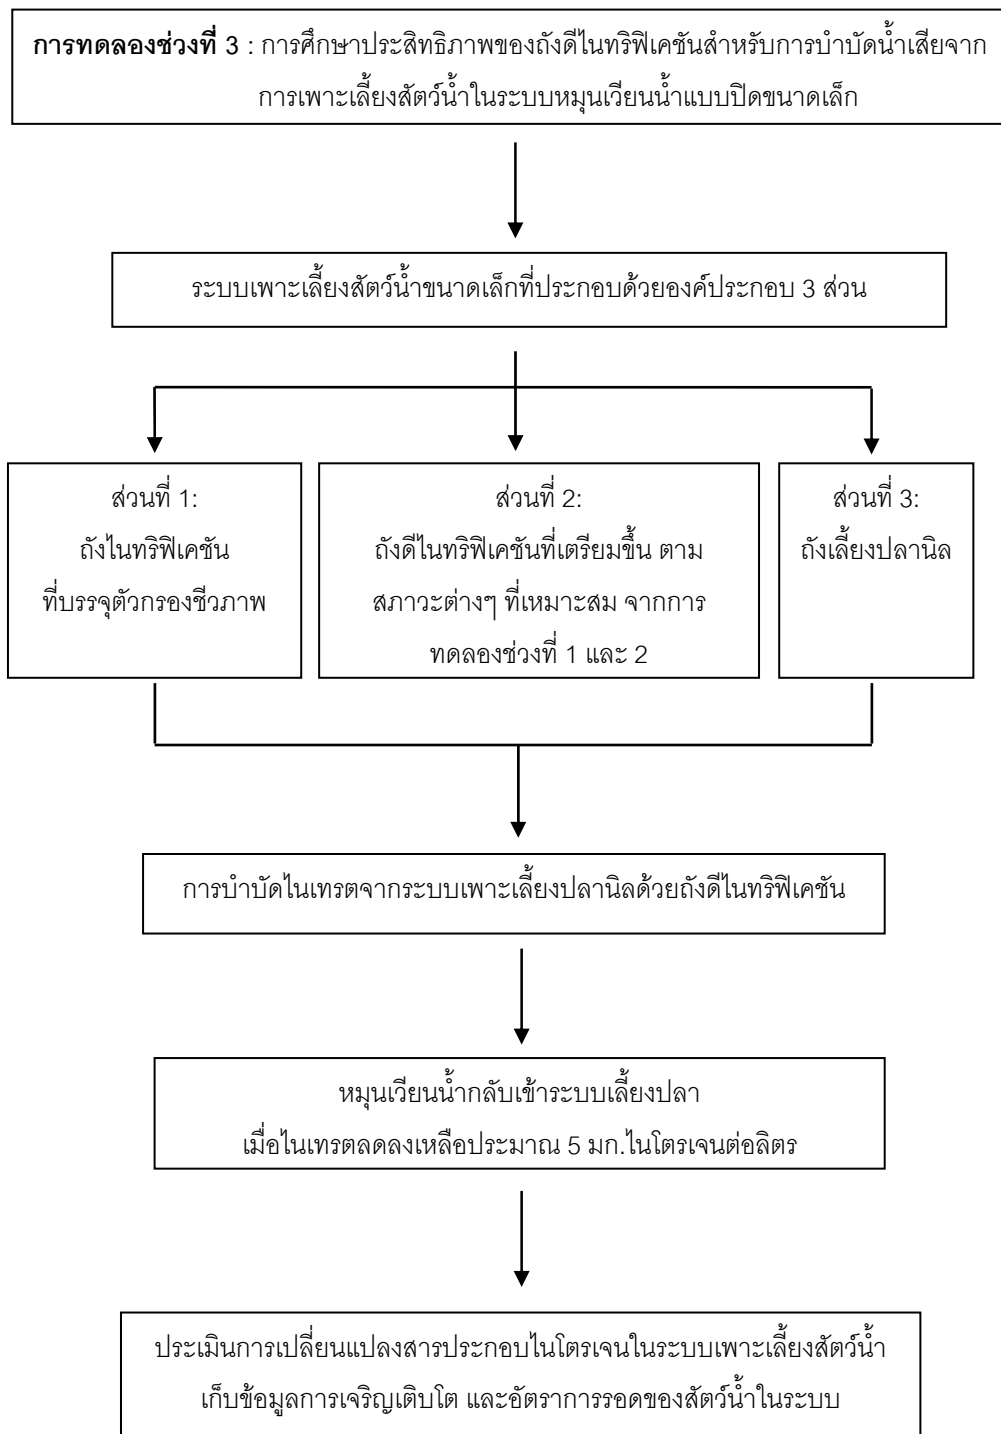 การทดลองช่วงที่ 3 : การศึกษาประสิทธิภาพของถังดีไนทริฟิเคชันสำหรับการบำบัดน้ำเสียจาก
การเพาะเลี้ยงสัตว์น้ำในระบบหมุนเวียนน้ำแบบปิดขนาดเล็ก
ระบบเพาะเลี้ยงสัตว์น้ำขนาดเล็กที่ประกอบด้วยองค์ประกอบ 3 ส่วน
ส่วนที่ 1:
ถังไนทริฟิเคชัน
ที่บรรจุตัวกรองชีวภาพ
ส่วนที่ 2:
ถังดีไนทริฟิเคชันที่เตรียมขึ้น ตาม
สภาวะต่างๆ ที่เหมาะสม จากการ
ทดลองช่วงที่ 1 และ 2
ส่วนที่ 3:
ถังเลี้ยงปลานิล
การบำบัดไนเทรตจากระบบเพาะเลี้ยงปลานิลด้วยถังดีไนทริฟิเคชัน
หมุนเวียนน้ำกลับเข้าระบบเลี้ยงปลา
เมื่อไนเทรตลดลงเหลือประมาณ 5 มก.ไนโตรเจนต่อลิตร
ประเมินการเปลี่ยนแปลงสารประกอบไนโตรเจนในระบบเพาะเลี้ยงสัตว์น้ำ
เก็บข้อมูลการเจริญเติบโต และอัตราการรอดของสัตว์น้ำในระบบ